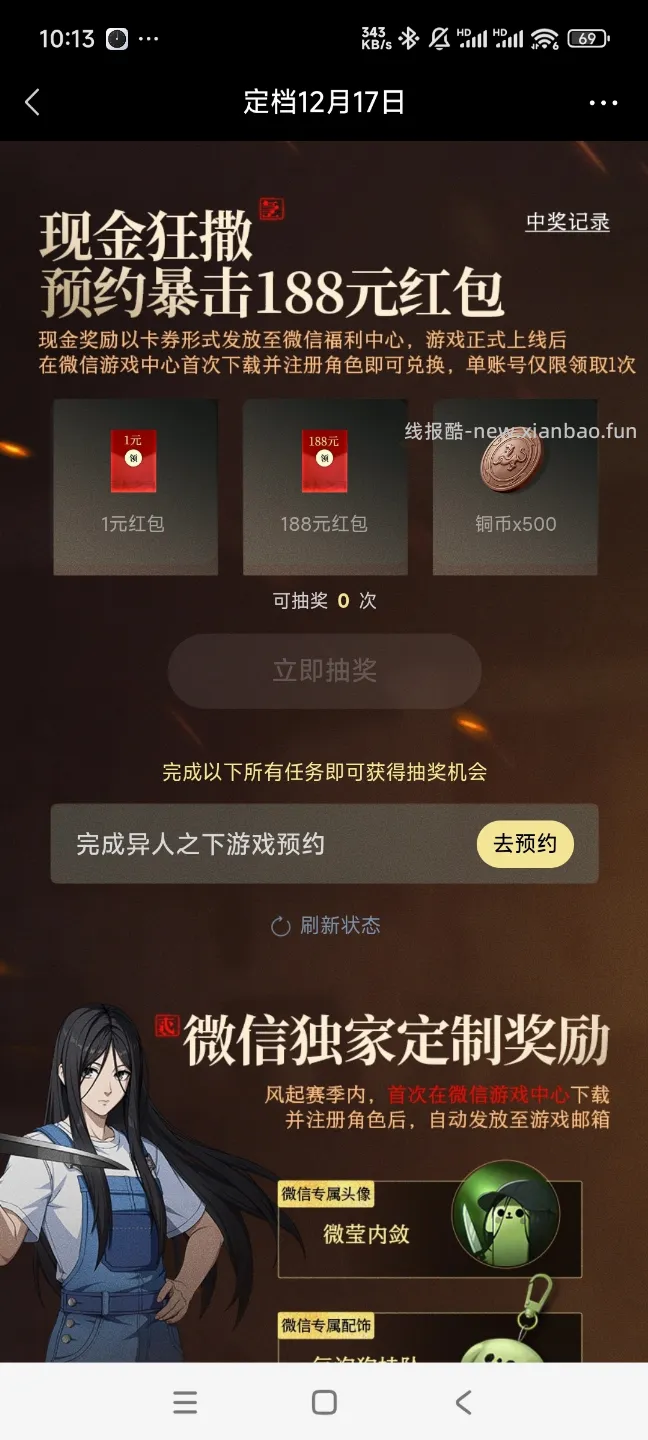 10:13
343 KB/s
HD HD 6 69
定档12月17日
现金狂撒
中奖记录
预约暴击188元红包
现金奖励以卡券形式发放至微信福利中心，游戏正式上线后
在微信游戏中心首次下载并注册角色即可兑换，单账号仅限领取1次
线报酷-new.xianbao.fun
1元 领
188元 领
1元红包
188元红包
铜币x500
可抽奖 0 次
立即抽奖
完成以下所有任务即可获得抽奖机会
完成异人之下游戏预约
去预约
刷新状态
微信独家定制奖励
风起赛季内，首次在微信游戏中心下载
并注册角色后，自动发放至游戏邮箱
微信专属头像
微莹内敛
微信专属配饰